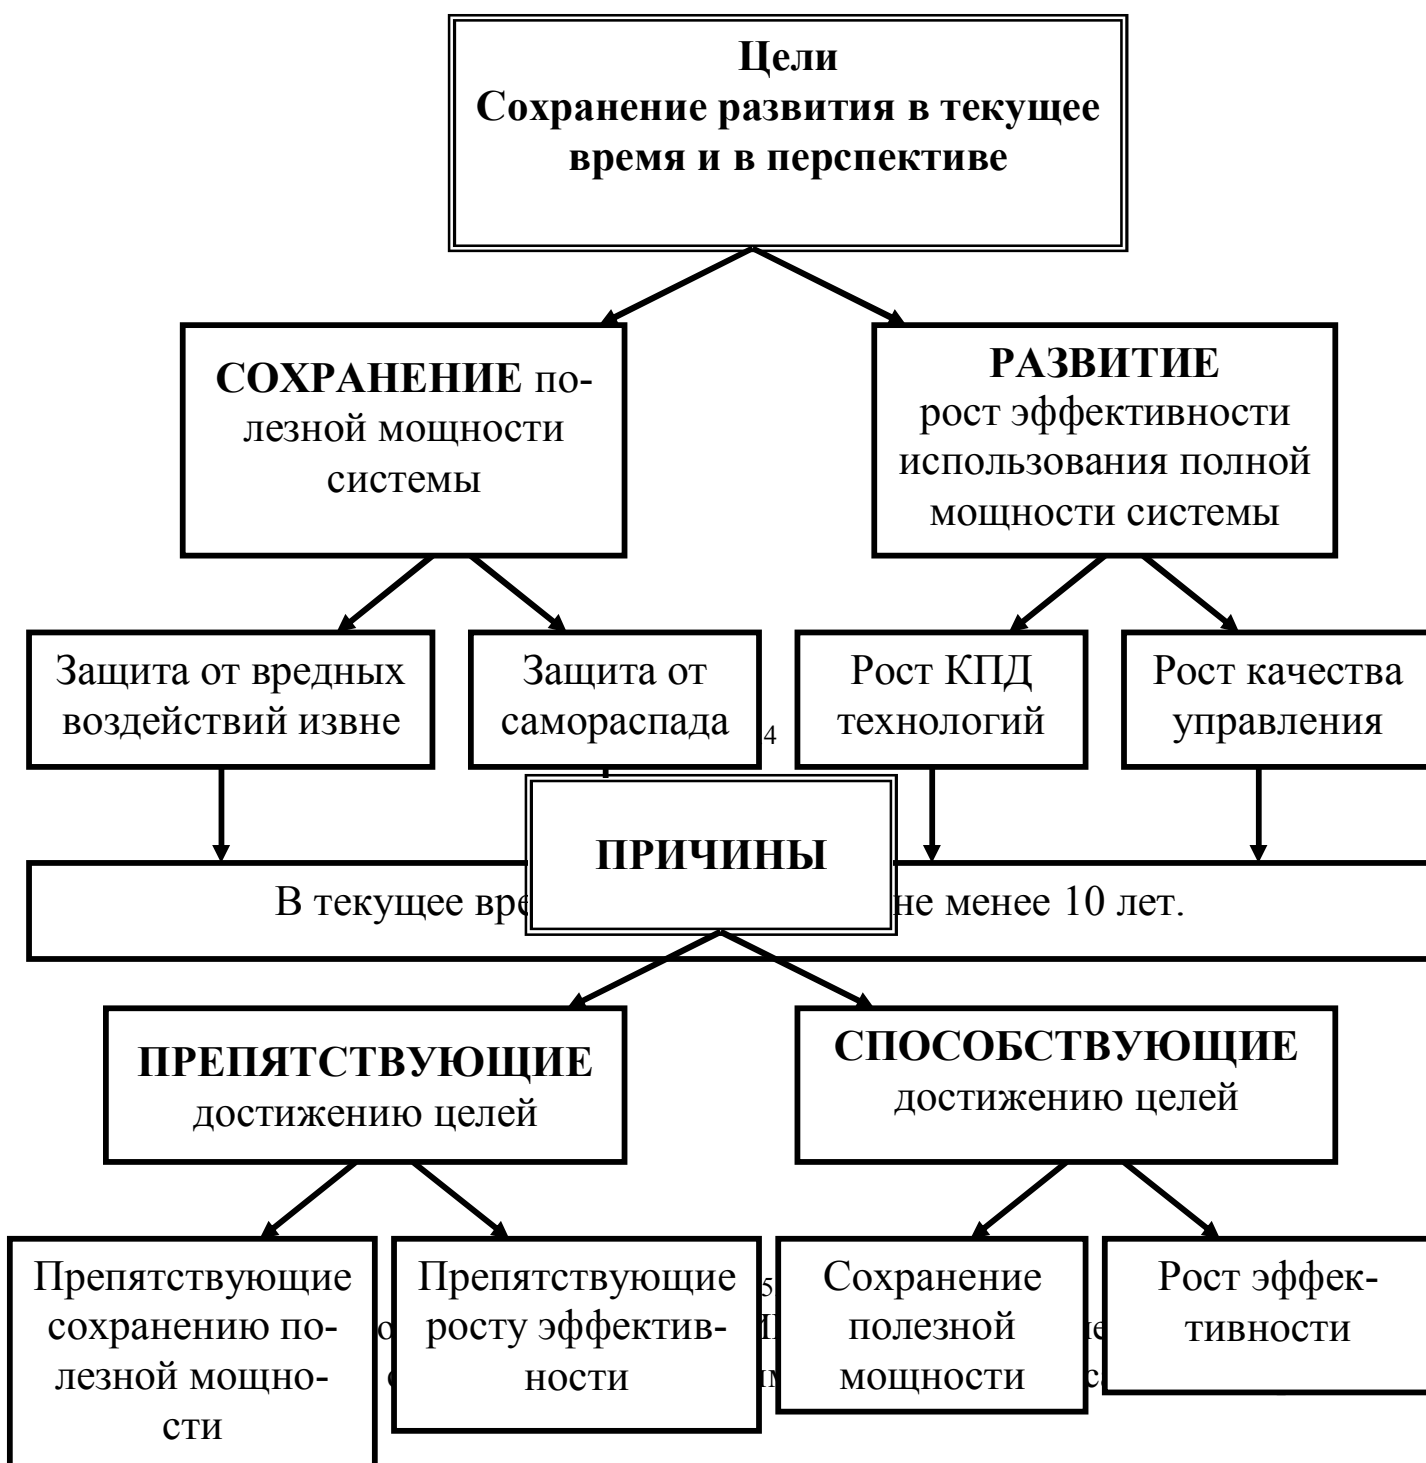 Цели
Сохранение развития в текущее
время и в перспективе
СОХРАНЕНИЕ по-
лезной мощности
системы
РАЗВИТИЕ
рост эффективности
использования полной
мощности системы
Защита от вредных
воздействий извне
Защита от
самораспада
4
Рост КПД
технологий
Рост качества
управления
В текущее
не менее 10 лет.
ПРИЧИНЫ
ПРЕПЯТСТВУЮЩИЕ
достижению целей
СПОСОБСТВУЮЩИЕ
достижению целей
Препятствующие
сохранению по-
лезной мощно-
сти
Препятствующие
росту эффектив-
ности
5
Сохранение
полезной
мощности
Рост эффек-
тивности